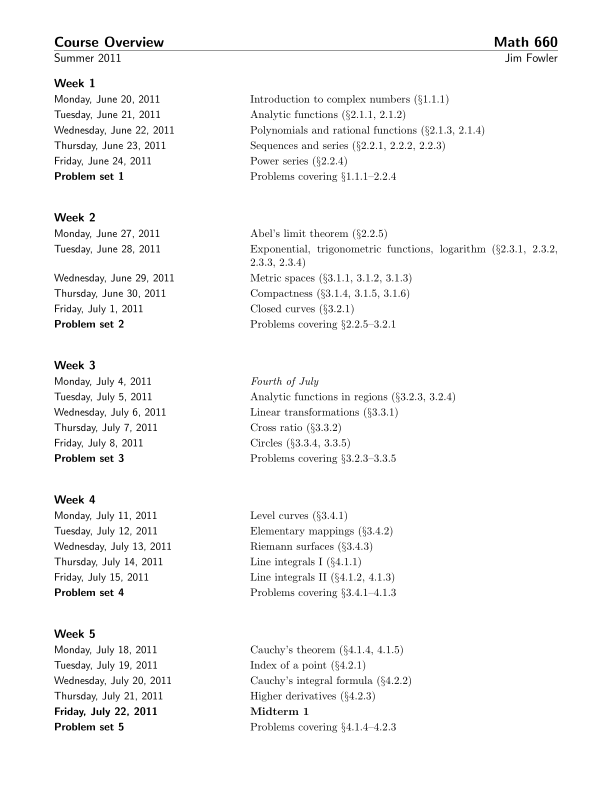 Course Overview Math 660
Summer 2011 Jim Fowler
Week 1
Monday, June 20, 2011 Introduction to complex numbers (§1.1.1)
Tuesday, June 21, 2011 Analytic functions (§2.1.1, 2.1.2)
Wednesday, June 22, 2011 Polynomials and rational functions (§2.1.3, 2.1.4)
Thursday, June 23, 2011 Sequences and series (§2.2.1, 2.2.2, 2.2.3)
Friday, June 24, 2011 Power series (§2.2.4)
Problem set 1 Problems covering §1.1.1–2.2.4
Week 2
Monday, June 27, 2011 Abel's limit theorem (§2.2.5)
Tuesday, June 28, 2011 Exponential, trigonometric functions, logarithm (§2.3.1, 2.3.2,
2.3.3, 2.3.4)
Wednesday, June 29, 2011 Metric spaces (§3.1.1, 3.1.2, 3.1.3)
Thursday, June 30, 2011 Compactness (§3.1.4, 3.1.5, 3.1.6)
Friday, July 1, 2011 Closed curves (§3.2.1)
Problem set 2 Problems covering §2.2.5–3.2.1
Week 3
Monday, July 4, 2011 Fourth of July
Tuesday, July 5, 2011 Analytic functions in regions (§3.2.3, 3.2.4)
Wednesday, July 6, 2011 Linear transformations (§3.3.1)
Thursday, July 7, 2011 Cross ratio (§3.3.2)
Friday, July 8, 2011 Circles (§3.3.4, 3.3.5)
Problem set 3 Problems covering §3.2.3–3.3.5
Week 4
Monday, July 11, 2011 Level curves (§3.4.1)
Tuesday, July 12, 2011 Elementary mappings (§3.4.2)
Wednesday, July 13, 2011 Riemann surfaces (§3.4.3)
Thursday, July 14, 2011 Line integrals I (§4.1.1)
Friday, July 15, 2011 Line integrals II (§4.1.2, 4.1.3)
Problem set 4 Problems covering §3.4.1–4.1.3
Week 5
Monday, July 18, 2011 Cauchy's theorem (§4.1.4, 4.1.5)
Tuesday, July 19, 2011 Index of a point (§4.2.1)
Wednesday, July 20, 2011 Cauchy's integral formula (§4.2.2)
Thursday, July 21, 2011 Higher derivatives (§4.2.3)
Friday, July 22, 2011 Midterm 1
Problem set 5 Problems covering §4.1.4–4.2.3